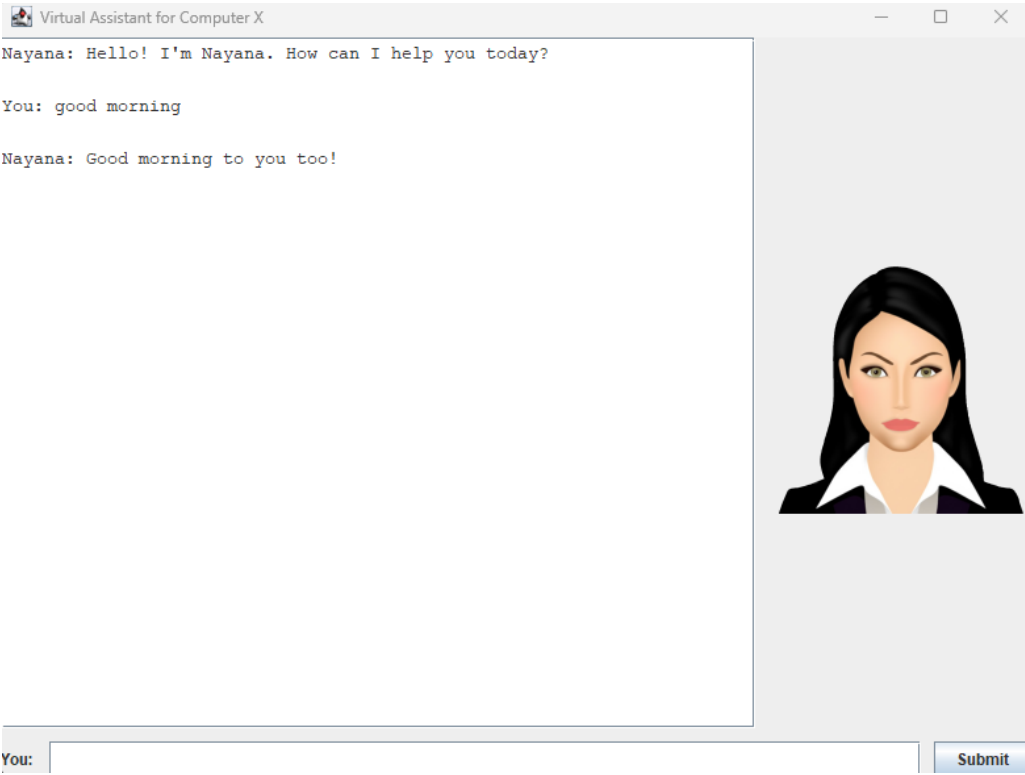 Virtual Assistant for Computer X
Nayana: Hello! I'm Nayana. How can I help you today?
You: good morning
Nayana: Good morning to you too!
You:
Submit